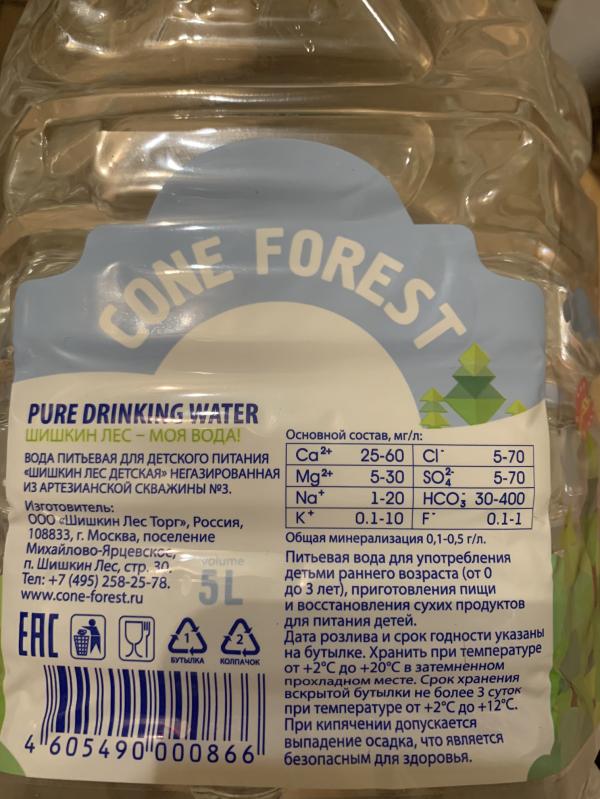 CONE FOREST
PURE DRINKING WATER
ШИШКИН ЛЕС – МОЯ ВОДА!
ВОДА ПИТЬЕВАЯ ДЛЯ ДЕТСКОГО ПИТАНИЯ
«ШИШКИН ЛЕС ДЕТСКАЯ» НЕГАЗИРОВАННАЯ
ИЗ АРТЕЗИАНСКОЙ СКВАЖИНЫ №3.
Изготовитель:
ООО «Шишкин Лес Торг», Россия,
108833, г. Москва, поселение
Михайлово-Ярцевское,
п. Шишкин Лес, стр. 30.
Тел: +7 (495) 258-25-78.
www.cone-forest.ru
volume
5L
EAC
1
БУТЫЛКА
2
КОЛПАЧОК
4 605490 000866
Основной состав, мг/л:
Ca²⁺ 25-60 Cl⁻ 5-70
Mg²⁺ 5-30 SO₄²⁻ 5-70
Na⁺ 1-20 HCO₃⁻ 30-400
K⁺ 0.1-10 F⁻ 0.1-1
Общая минерализация 0,1-0,5 г/л.
Питьевая вода для употребления
детьми раннего возраста (от 0
до 3 лет), приготовления пищи
и восстановления сухих продуктов
для питания детей.
Дата розлива и срок годности указаны
на бутылке. Хранить при температуре
от +2°С до +20°С в затемненном
прохладном месте. Срок хранения
вскрытой бутылки не более 3 суток
при температуре от +2°С до +12°С.
При кипячении допускается
выпадение осадка, что является
безопасным для здоровья.